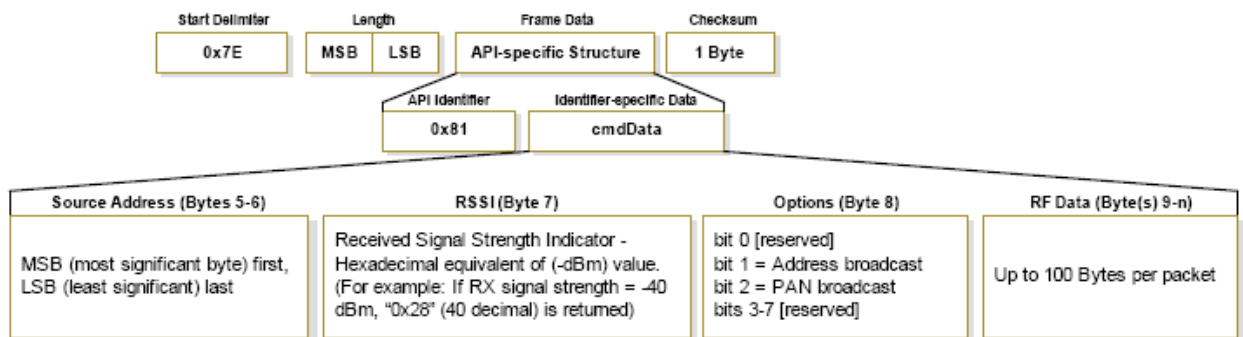 Start Delimiter Length Frame Data Checksum
0x7E MSB LSB API-specific Structure 1 Byte
API Identifier Identifier-specific Data
0x81 cmdData
Source Address (Bytes 5-6) RSSI (Byte 7) Options (Byte 8) RF Data (Byte(s) 9-n)
MSB (most significant byte) first,
LSB (least significant) last
Received Signal Strength Indicator -
Hexadecimal equivalent of (-dBm) value.
(For example: If RX signal strength = -40
dBm, “0x28” (40 decimal) is returned)
bit 0 [reserved]
bit 1 = Address broadcast
bit 2 = PAN broadcast
bits 3-7 [reserved]
Up to 100 Bytes per packet